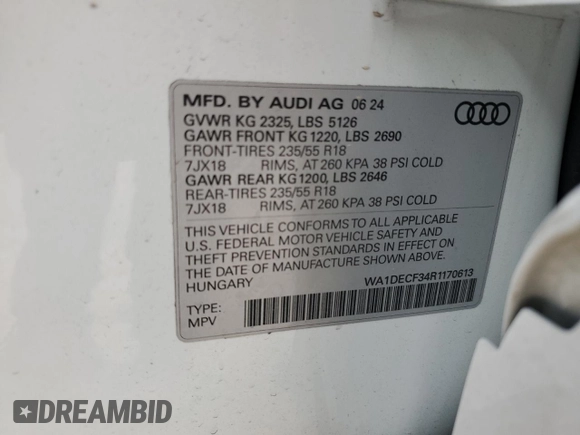 MFD. BY AUDI AG 06 24
GVWR KG 2325, LBS 5126
GAWR FRONT KG 1220, LBS 2690
FRONT-TIRES 235/55 R18
7JX18 RIMS, AT 260 KPA 38 PSI COLD
GAWR REAR KG 1200, LBS 2646
REAR-TIRES 235/55 R18
7JX18 RIMS, AT 260 KPA 38 PSI COLD
THIS VEHICLE CONFORMS TO ALL APPLICABLE
U.S. FEDERAL MOTOR VEHICLE SAFETY AND
THEFT PREVENTION STANDARDS IN EFFECT ON
THE DATE OF MANUFACTURE SHOWN ABOVE.
HUNGARY
WA1DECF34R1170613
TYPE:
MPV
DREAMBID